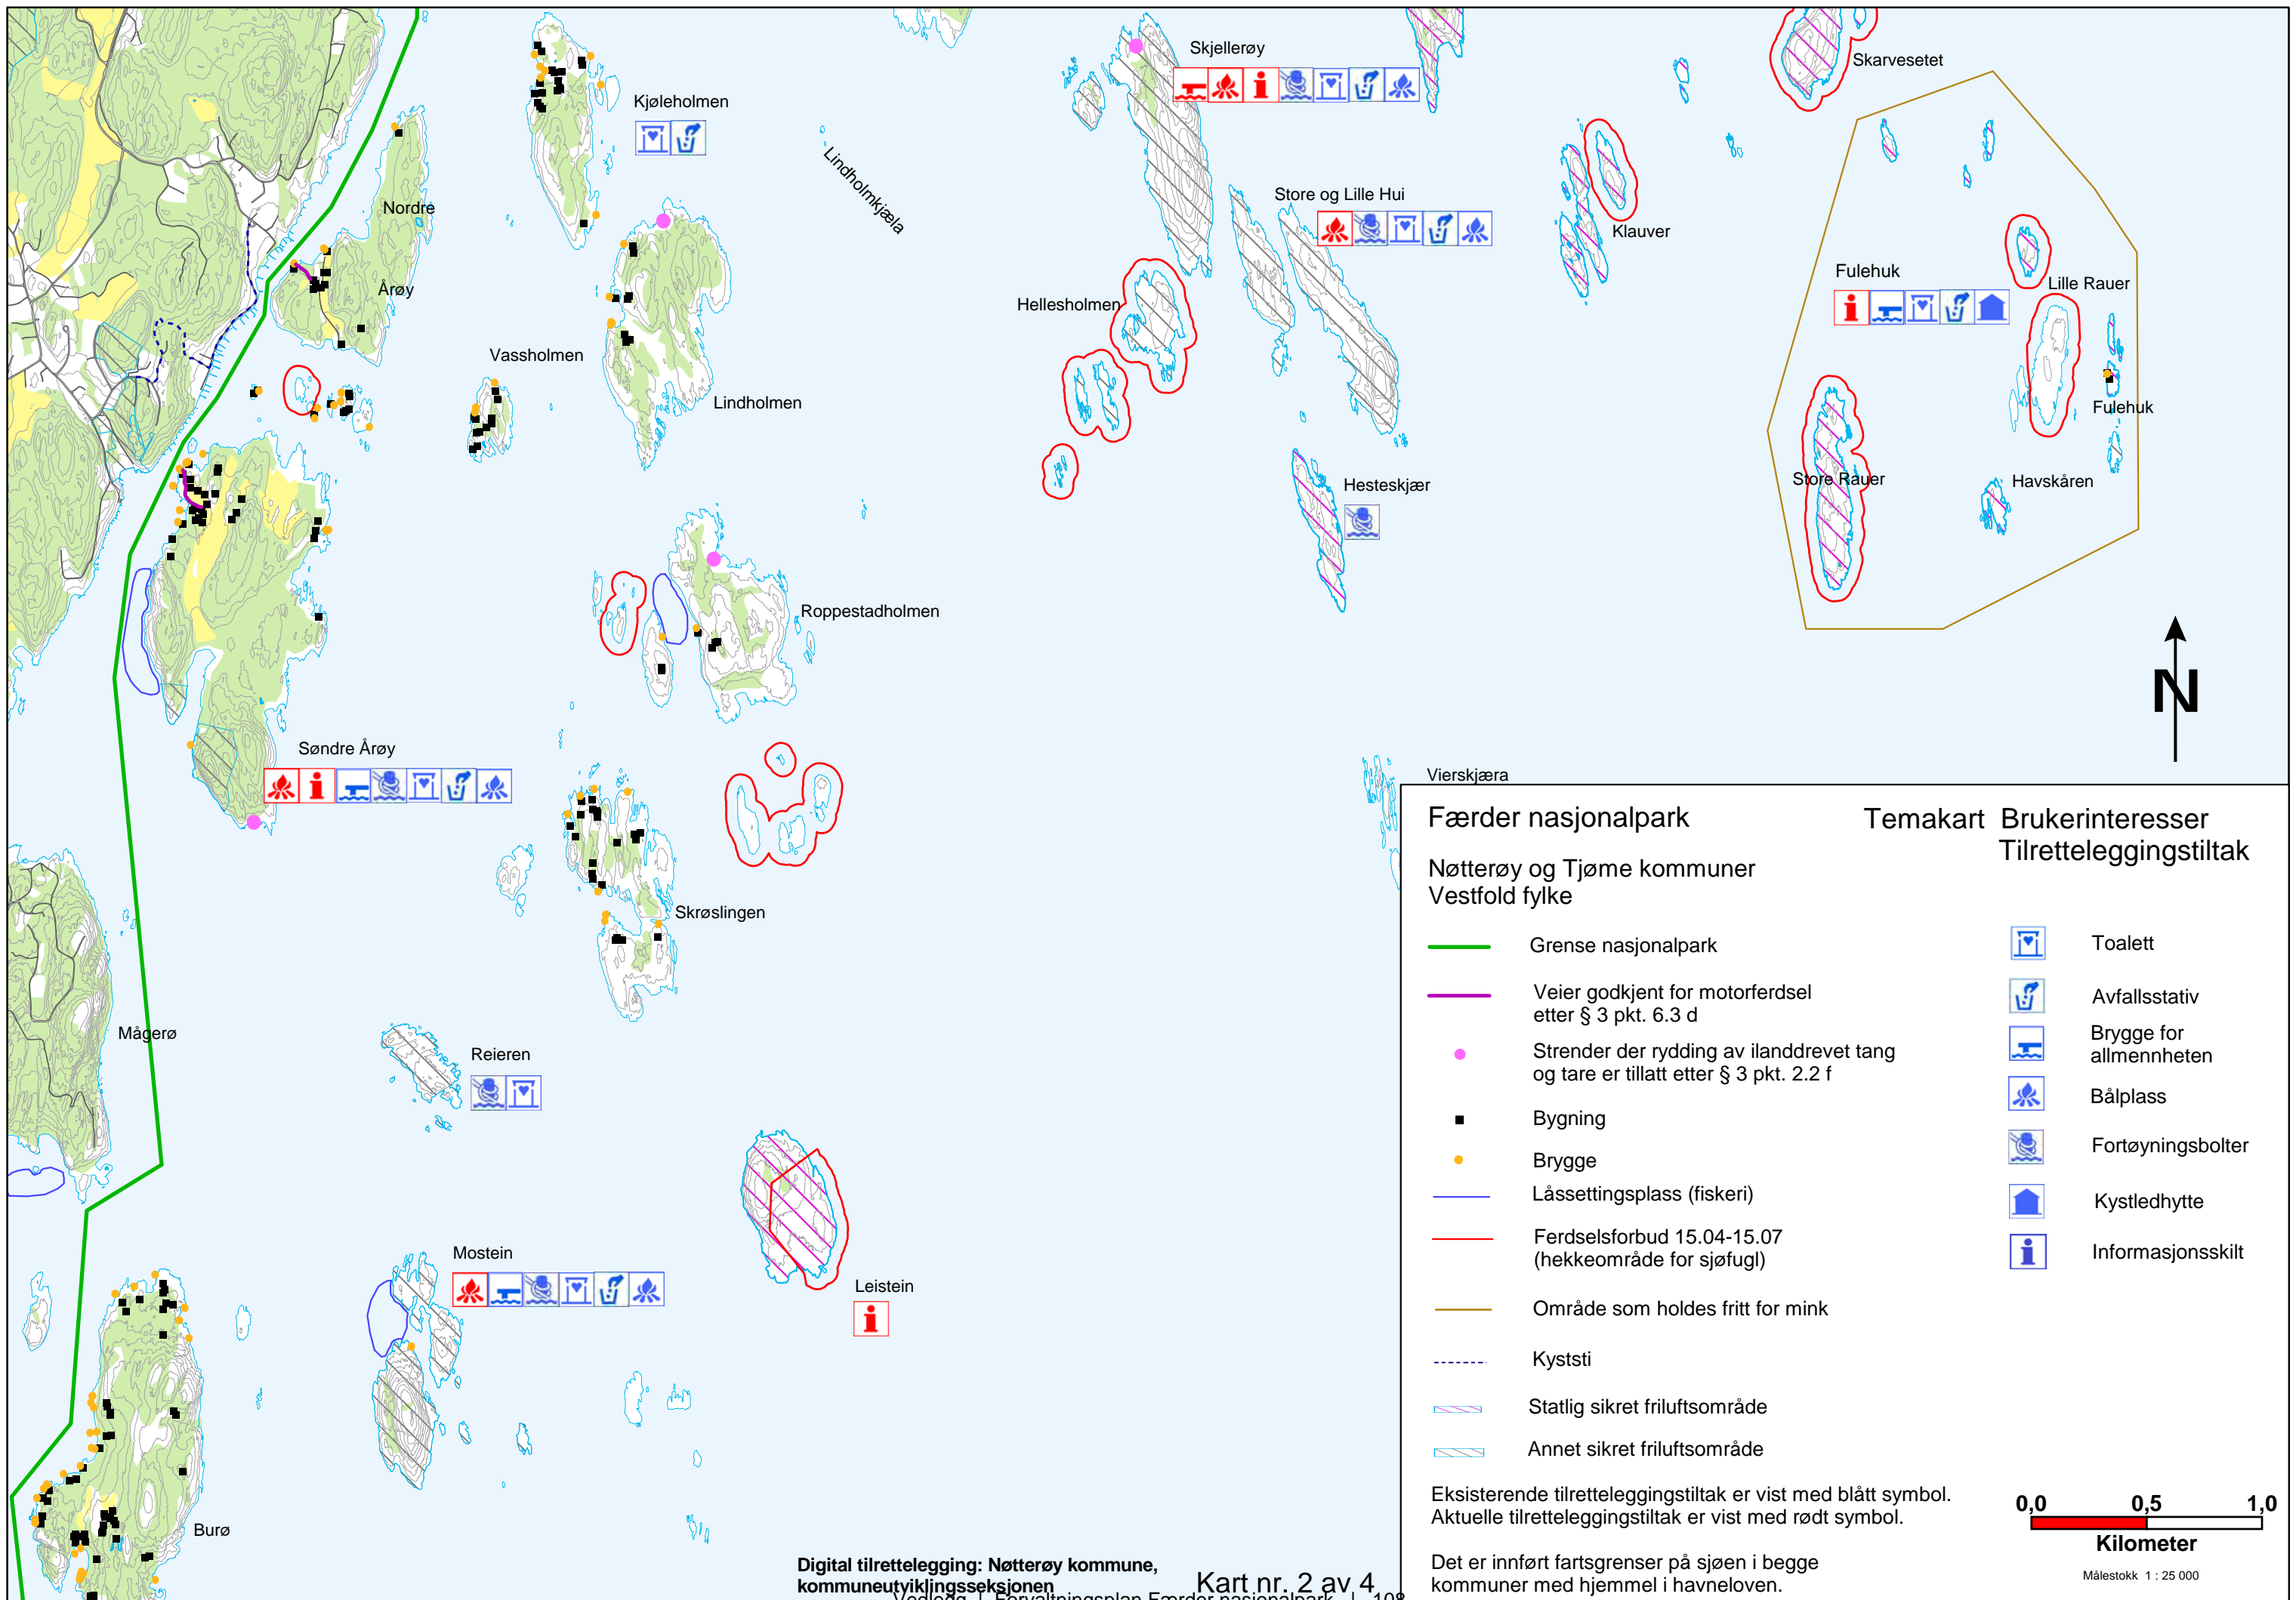 Skjellerøy
Skarvesetet
Kjøleholmen
Lindholmkjæla
Nordre
Årøy
Store og Lille Hui
Klauver
Fulehuk
Lille Rauer
Hellesholmen
Vassholmen
Lindholmen
Fulehuk
Store Rauer
Havskåren
Hesteskjær
Roppestadholmen
N
Søndre Årøy
Vierskjæra
Skrøslingen
Mågerø
Reieren
Mostein
Leistein
Burø
Færder nasjonalpark
Temakart Brukerinteresser
Tilretteleggingstiltak
Nøtterøy og Tjøme kommuner
Vestfold fylke
Grense nasjonalpark
Veier godkjent for motorferdsel
etter § 3 pkt. 6.3 d
Strender der rydding av ilanddrevet tang
og tare er tillatt etter § 3 pkt. 2.2 f
Bygning
Brygge
Låssettingsplass (fiskeri)
Ferdselsforbud 15.04-15.07
(hekkeområde for sjøfugl)
Område som holdes fritt for mink
Kyststi
Statlig sikret friluftsområde
Annet sikret friluftsområde
Toalett
Avfallsstativ
Brygge for
allmennheten
Bålplass
Fortøyningsbolter
Kystledhytte
Informasjonsskilt
Eksisterende tilretteleggingstiltak er vist med blått symbol.
Aktuelle tilretteleggingstiltak er vist med rødt symbol.
Det er innført fartsgrenser på sjøen i begge
kommuner med hjemmel i havneloven.
0,0 0,5 1,0
Kilometer
Målestokk 1 : 25 000
Digital tilrettelegging: Nøtterøy kommune,
kommuneutviklingsseksjonen
Kart nr. 2 av 4
Vedlegg | Forvaltningsplan Færder nasjonalpark | 108